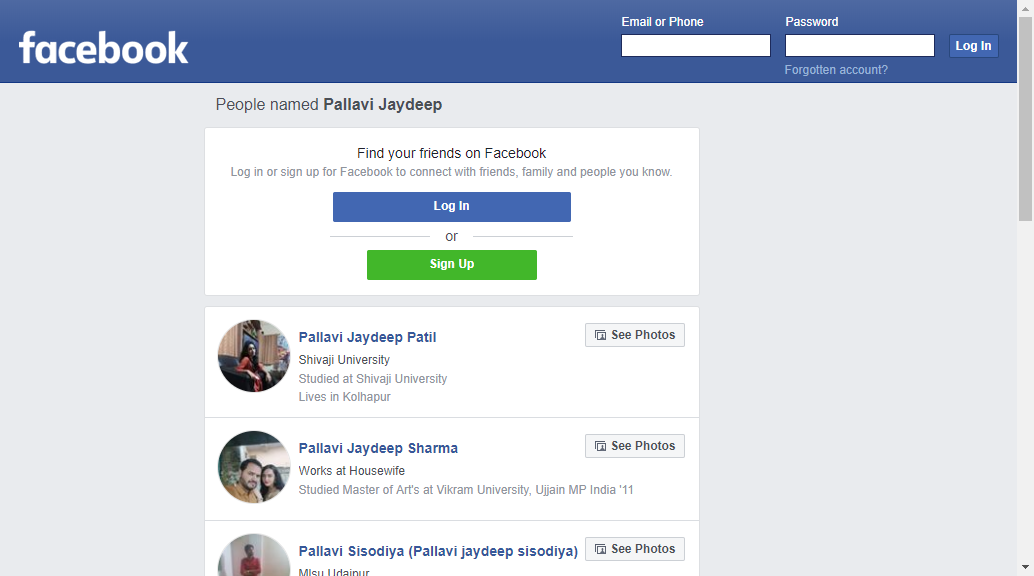 facebook
Email or Phone
Password
Log In
Forgotten account?
People named Pallavi Jaydeep
Find your friends on Facebook
Log in or sign up for Facebook to connect with friends, family and people you know.
Log In
or
Sign Up
Pallavi Jaydeep Patil
See Photos
Shivaji University
Studied at Shivaji University
Lives in Kolhapur
Pallavi Jaydeep Sharma
See Photos
Works at Housewife
Studied Master of Art's at Vikram University, Ujjain MP India '11
Pallavi Sisodiya (Pallavi jaydeep sisodiya)
See Photos
Mlsu Udaipur